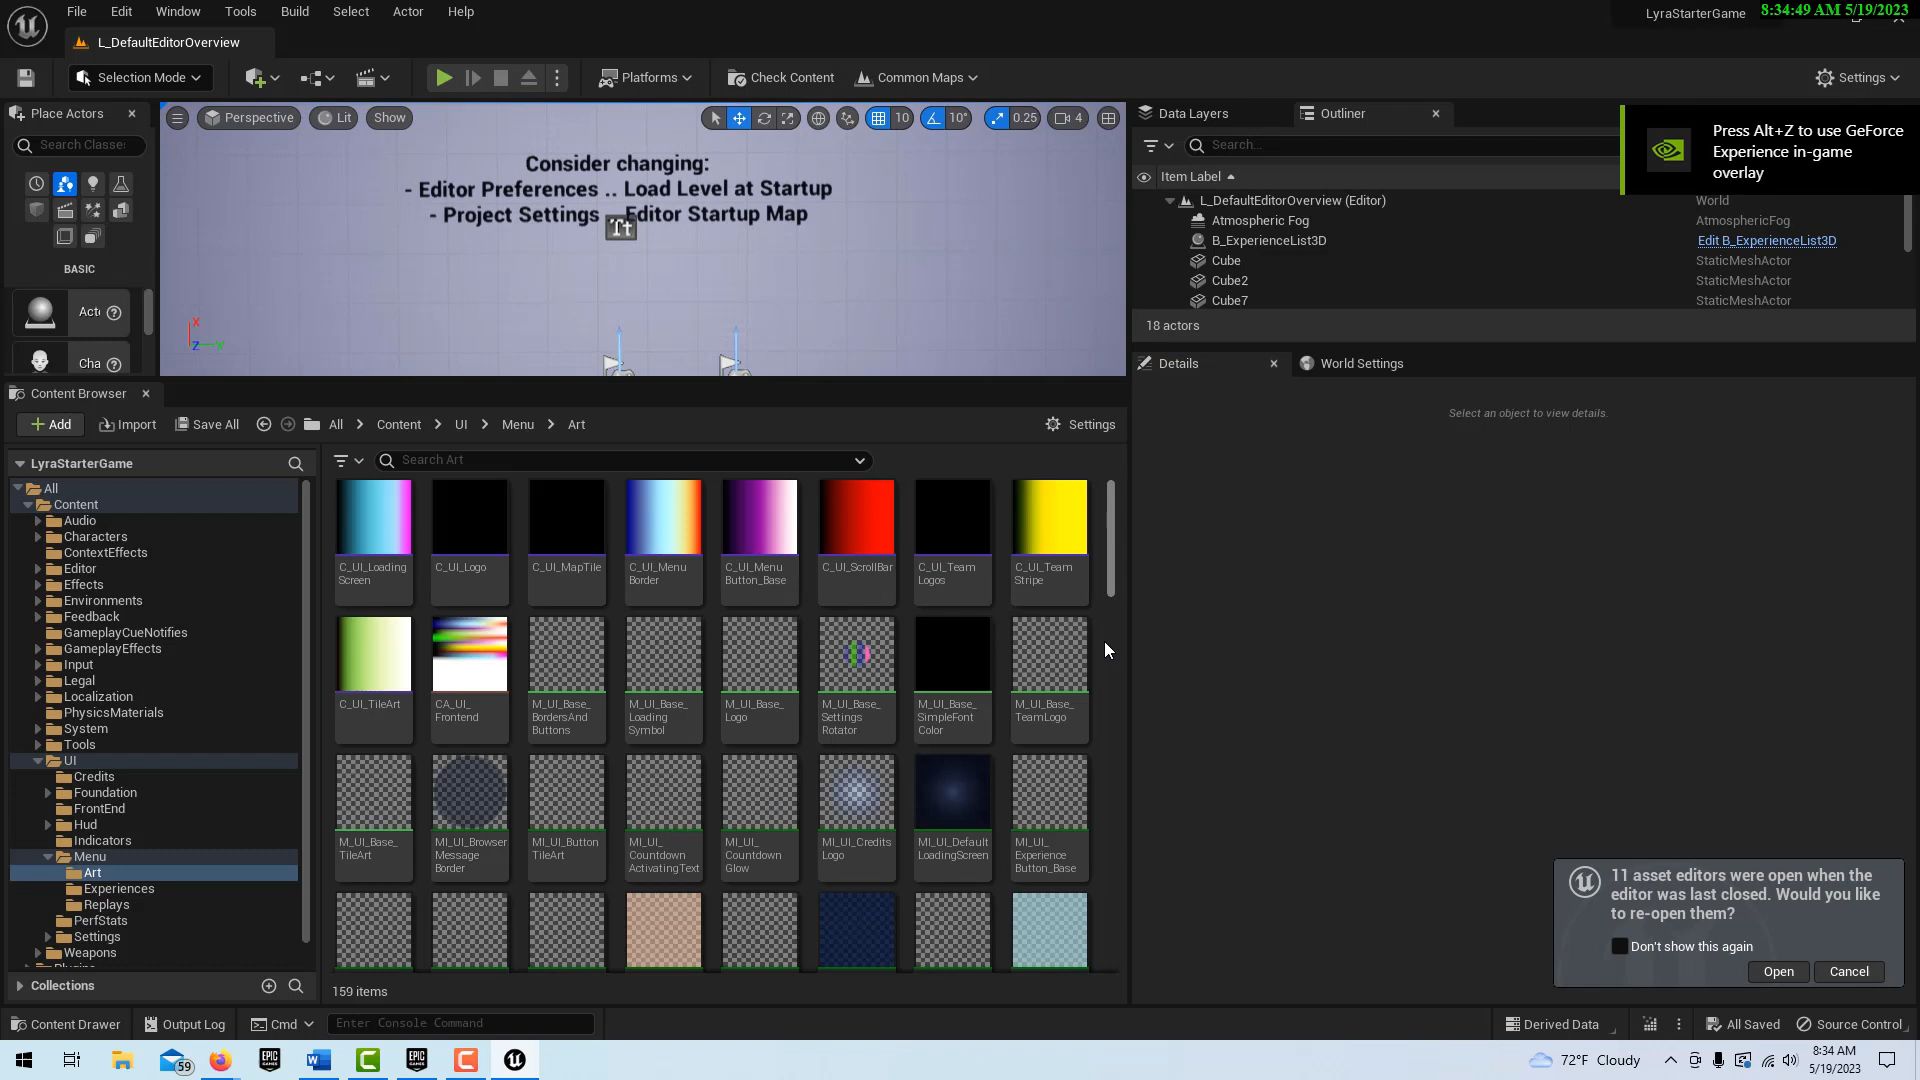 File Edit Window Tools Build Select Actor Help
LyraStarterGame
8:34:49 AM 5/19/2023
L_DefaultEditorOverview
Selection Mode
Platforms
Check Content
Common Maps
Settings
Place Actors
Search Classe
BASIC
Act
Cha
Perspective
Lit
Show
10
10°
0.25
4
Consider changing:
- Editor Preferences .. Load Level at Startup
- Project Settings .. Editor Startup Map
Tt
X
Z
Y
Data Layers
Outliner
Search...
Press Alt+Z to use GeForce
Experience in-game
overlay
Item Label
L_DefaultEditorOverview (Editor) World
Atmospheric Fog AtmosphericFog
B_ExperienceList3D Edit B_ExperienceList3D
Cube StaticMeshActor
Cube2 StaticMeshActor
Cube7 StaticMeshActor
18 actors
Details
World Settings
Select an object to view details.
Content Browser
Add
Import
Save All
All
Content
UI
Menu
Art
Settings
LyraStarterGame
Search Art
All
Content
Audio
Characters
ContextEffects
Editor
Effects
Environments
Feedback
GameplayCueNotifies
GameplayEffects
Input
Legal
Localization
PhysicsMaterials
System
Tools
UI
Credits
Foundation
FrontEnd
Hud
Indicators
Menu
Art
Experiences
Replays
PerfStats
Settings
Weapons
Collections
C_UI_Loading
Screen
C_UI_Logo
C_UI_MapTile
C_UI_Menu
Border
C_UI_Menu
Button_Base
C_UI_ScrollBar
C_UI_Team
Logos
C_UI_Team
Stripe
C_UI_TileArt
CA_UI_
Frontend
M_UI_Base_
BordersAnd
Buttons
M_UI_Base_
Loading
Symbol
M_UI_Base_
Logo
M_UI_Base_
Settings
Rotator
M_UI_Base_
SimpleFont
Color
M_UI_Base_
TeamLogo
M_UI_Base_
TileArt
MI_UI_Browser
Message
Border
MI_UI_Button
TileArt
MI_UI_
Countdown
ActivatingText
MI_UI_
Countdown
Glow
MI_UI_Credits
Logo
MI_UI_Default
LoadingScreen
MI_UI_
Experience
Button_Base
159 items
11 asset editors were open when the
editor was last closed. Would you like
to re-open them?
Don't show this again
Open
Cancel
Content Drawer
Output Log
Cmd
Enter Console Command
Derived Data
All Saved
Source Control
59
EPIC
GAMES
W
EPIC
GAMES
72°F Cloudy
8:34 AM
5/19/2023